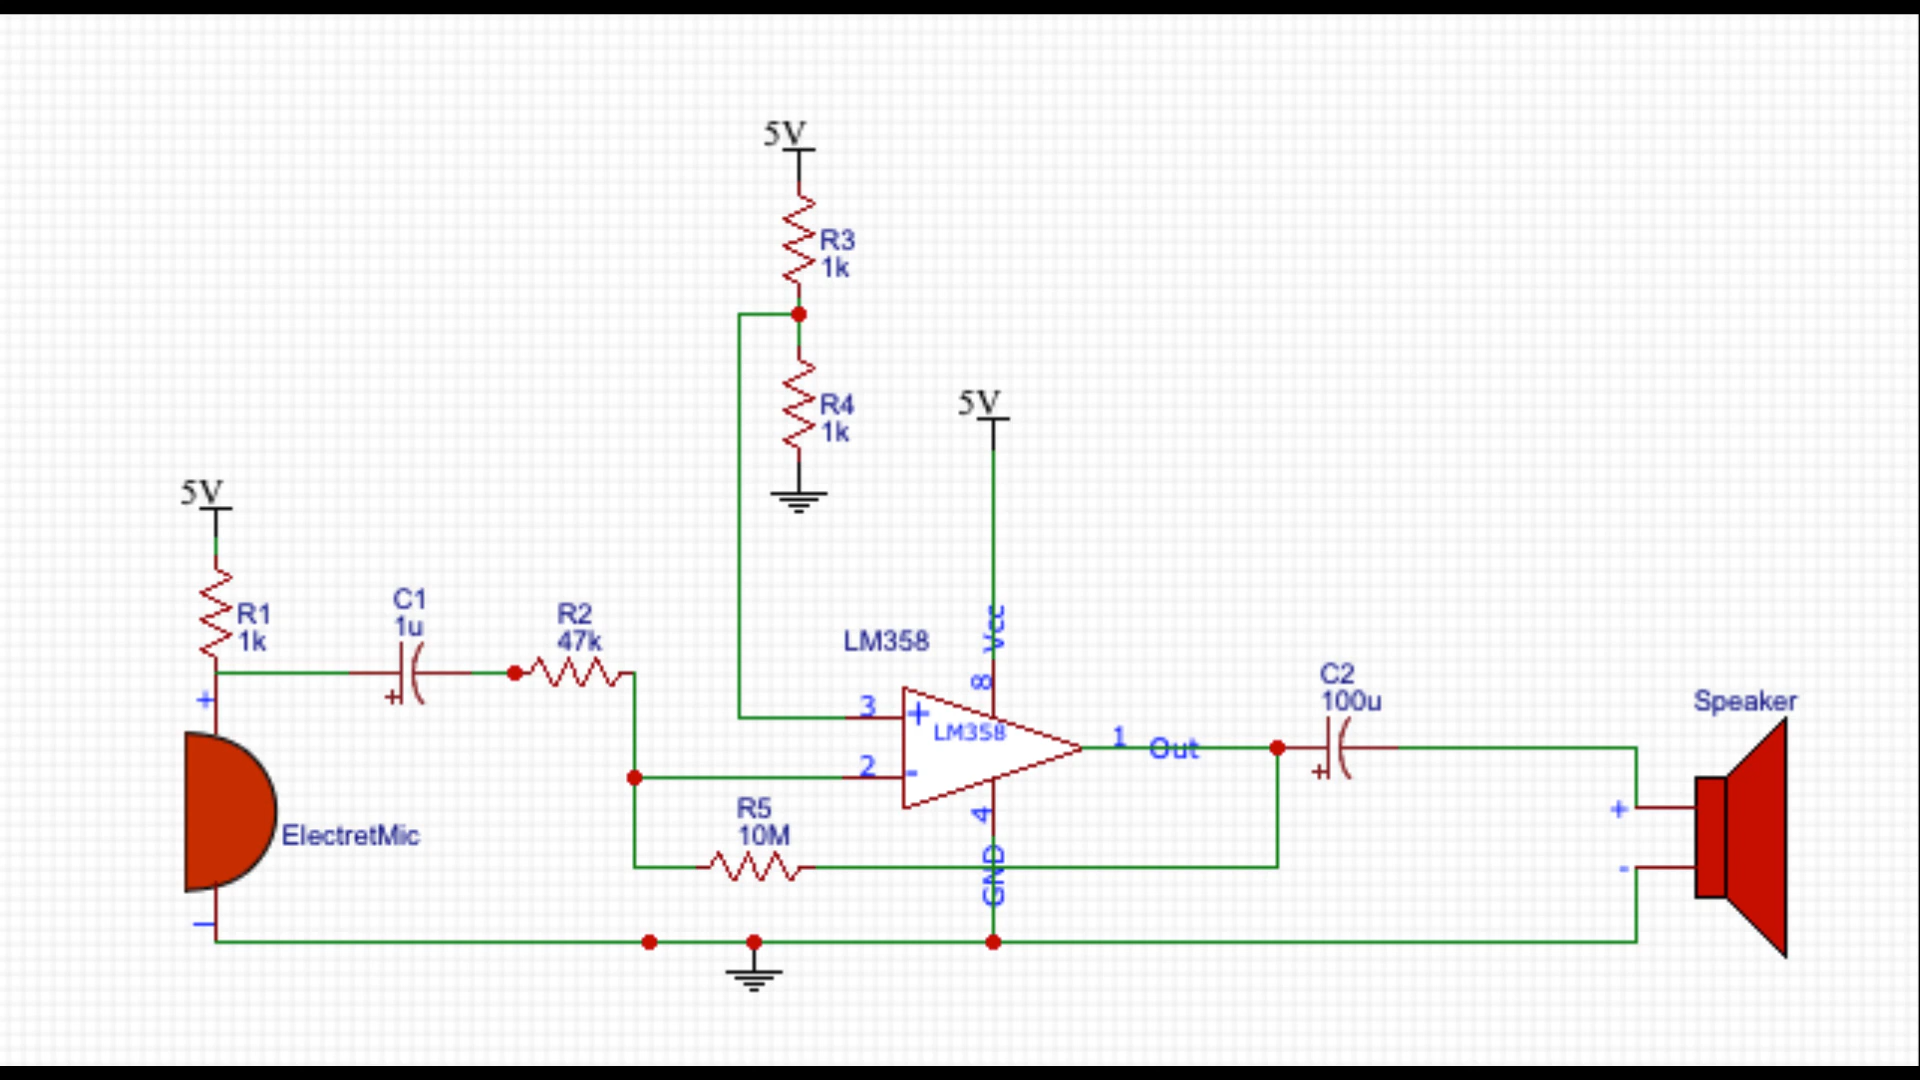 5V
R3
1k
R4
1k
5V
5V
R1
1k
C1
1u
R2
47k
LM358
Vcc
8
3
+
LM358
2
-
1
Out
4
GND
R5
10M
C2
100u
+
Speaker
+
-
+
+
ElectretMic
-